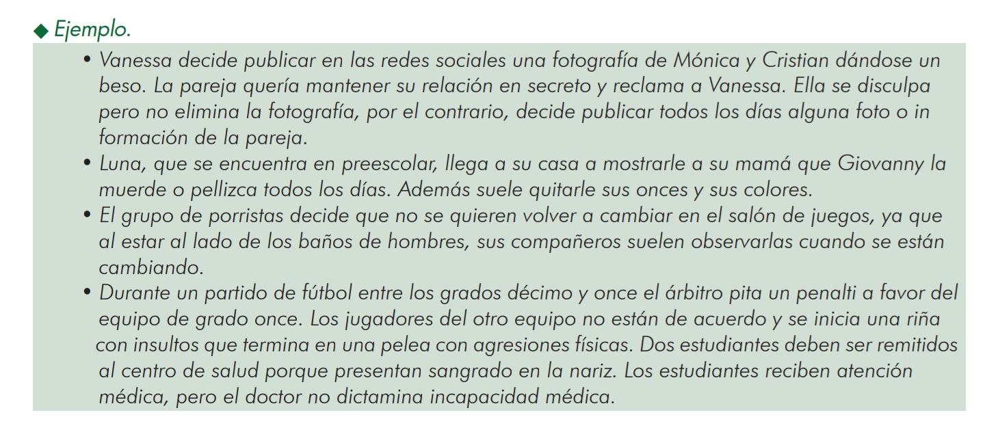 ◆ Ejemplo.
• Vanessa decide publicar en las redes sociales una fotografía de Mónica y Cristian dándose un
beso. La pareja quería mantener su relación en secreto y reclama a Vanessa. Ella se disculpa
pero no elimina la fotografía, por el contrario, decide publicar todos los días alguna foto o in
formación de la pareja.
• Luna, que se encuentra en preescolar, llega a su casa a mostrarle a su mamá que Giovanny la
muerde o pellizca todos los días. Además suele quitarle sus onces y sus colores.
• El grupo de porristas decide que no se quieren volver a cambiar en el salón de juegos, ya que
al estar al lado de los baños de hombres, sus compañeros suelen observarlas cuando se están
cambiando.
• Durante un partido de fútbol entre los grados décimo y once el árbitro pita un penalti a favor del
equipo de grado once. Los jugadores del otro equipo no están de acuerdo y se inicia una riña
con insultos que termina en una pelea con agresiones físicas. Dos estudiantes deben ser remitidos
al centro de salud porque presentan sangrado en la nariz. Los estudiantes reciben atención
médica, pero el doctor no dictamina incapacidad médica.